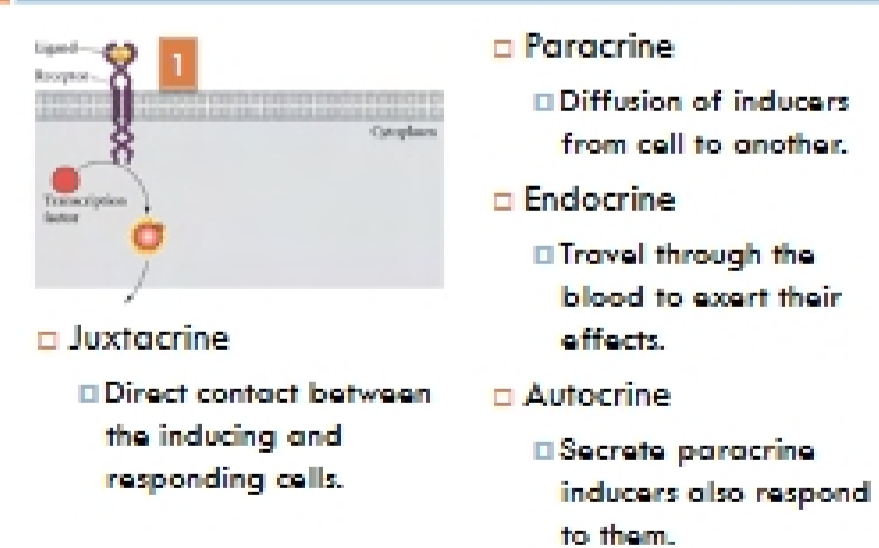 Ligand
1
Receptor
Cytoplasm
Transcription
factor
Juxtacrine
Direct contact between
the inducing and
responding cells.
Paracrine
Diffusion of inducers
from cell to another.
Endocrine
Travel through the
blood to exert their
effects.
Autocrine
Secrete paracrine
inducers also respond
to them.